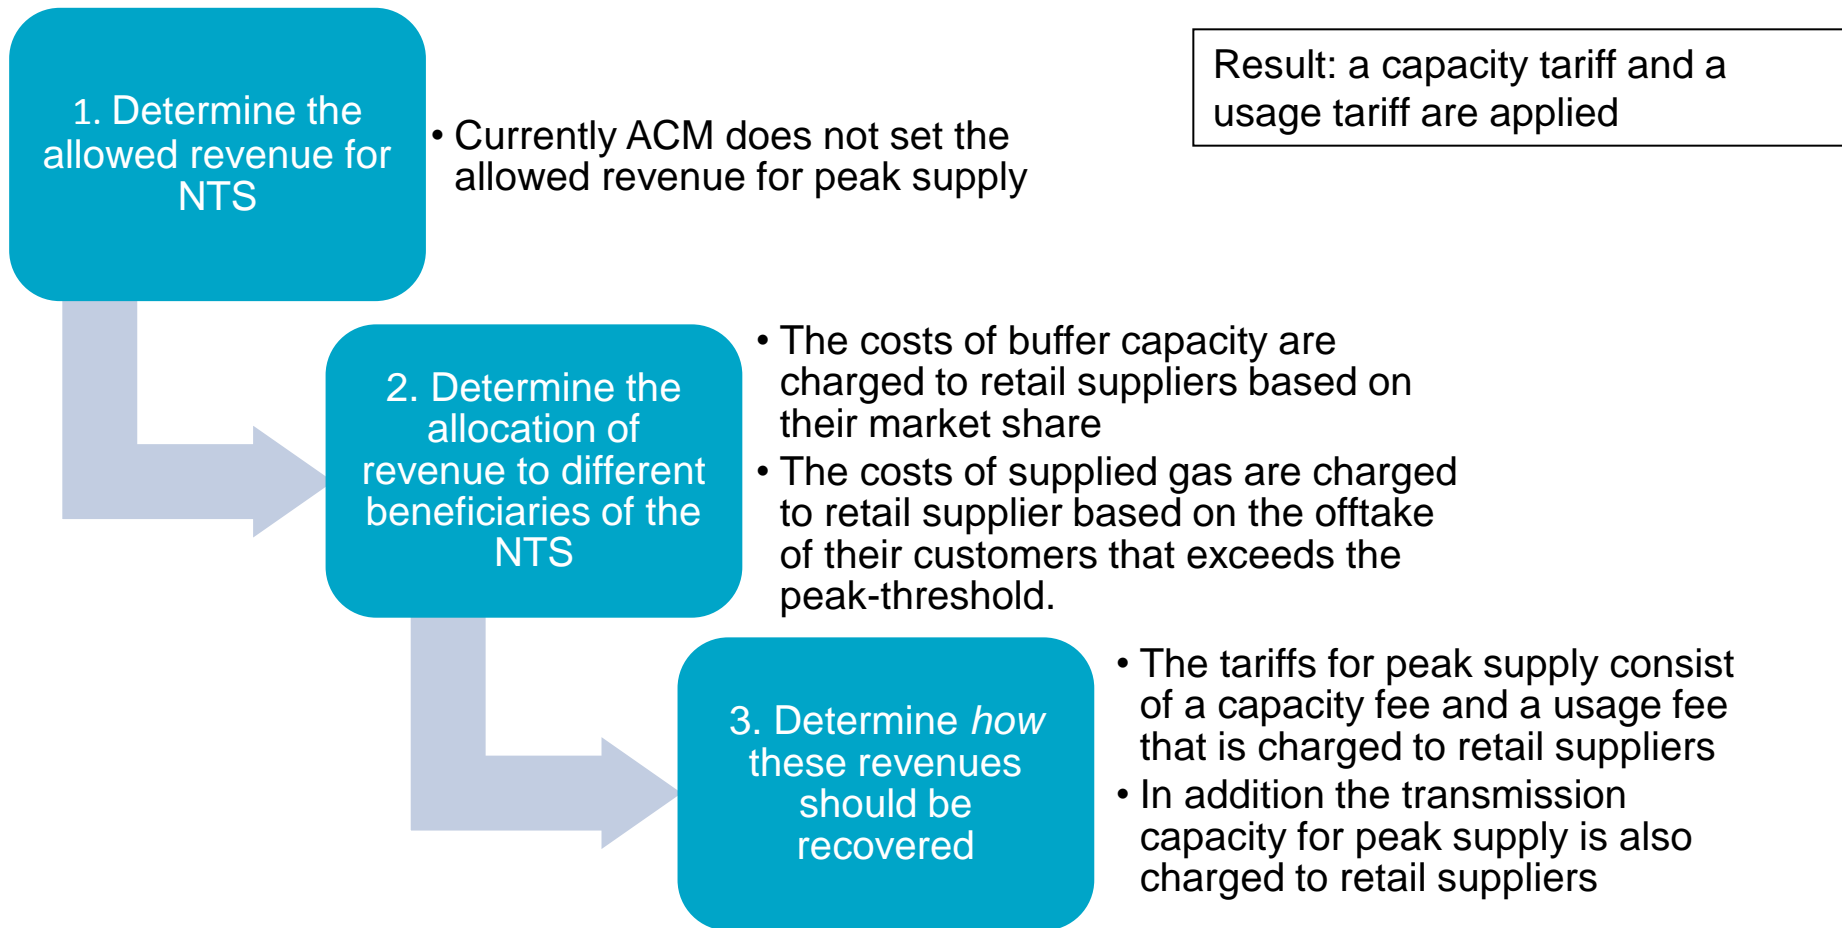 1. Determine the
allowed revenue for
NTS
• Currently ACM does not set the
allowed revenue for peak supply
Result: a capacity tariff and a
usage tariff are applied
2. Determine the
allocation of
revenue to different
beneficiaries of the
NTS
• The costs of buffer capacity are
charged to retail suppliers based on
their market share
• The costs of supplied gas are charged
to retail supplier based on the offtake
of their customers that exceeds the
peak-threshold.
3. Determine how
these revenues
should be
recovered
• The tariffs for peak supply consist
of a capacity fee and a usage fee
that is charged to retail suppliers
• In addition the transmission
capacity for peak supply is also
charged to retail suppliers